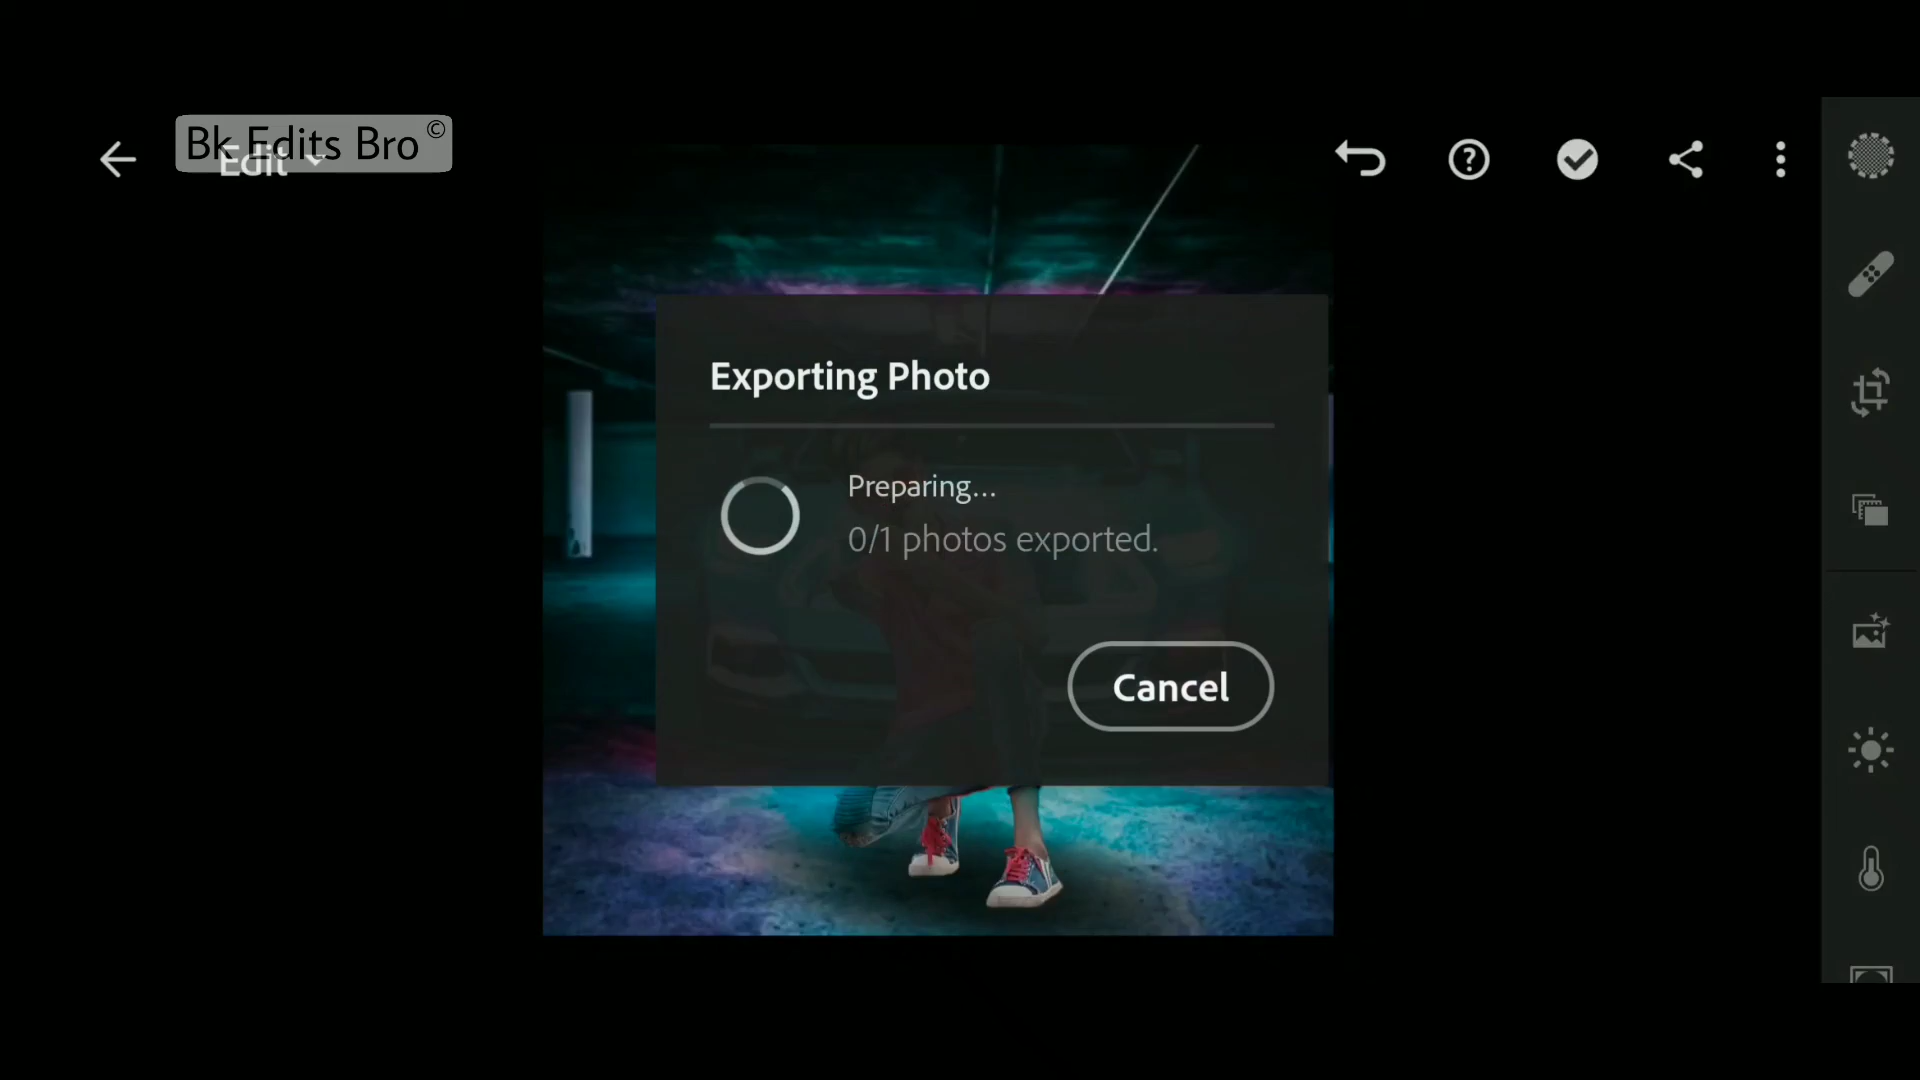 Bk Edits Bro ©
Edit
Exporting Photo
Preparing...
0/1 photos exported.
Cancel